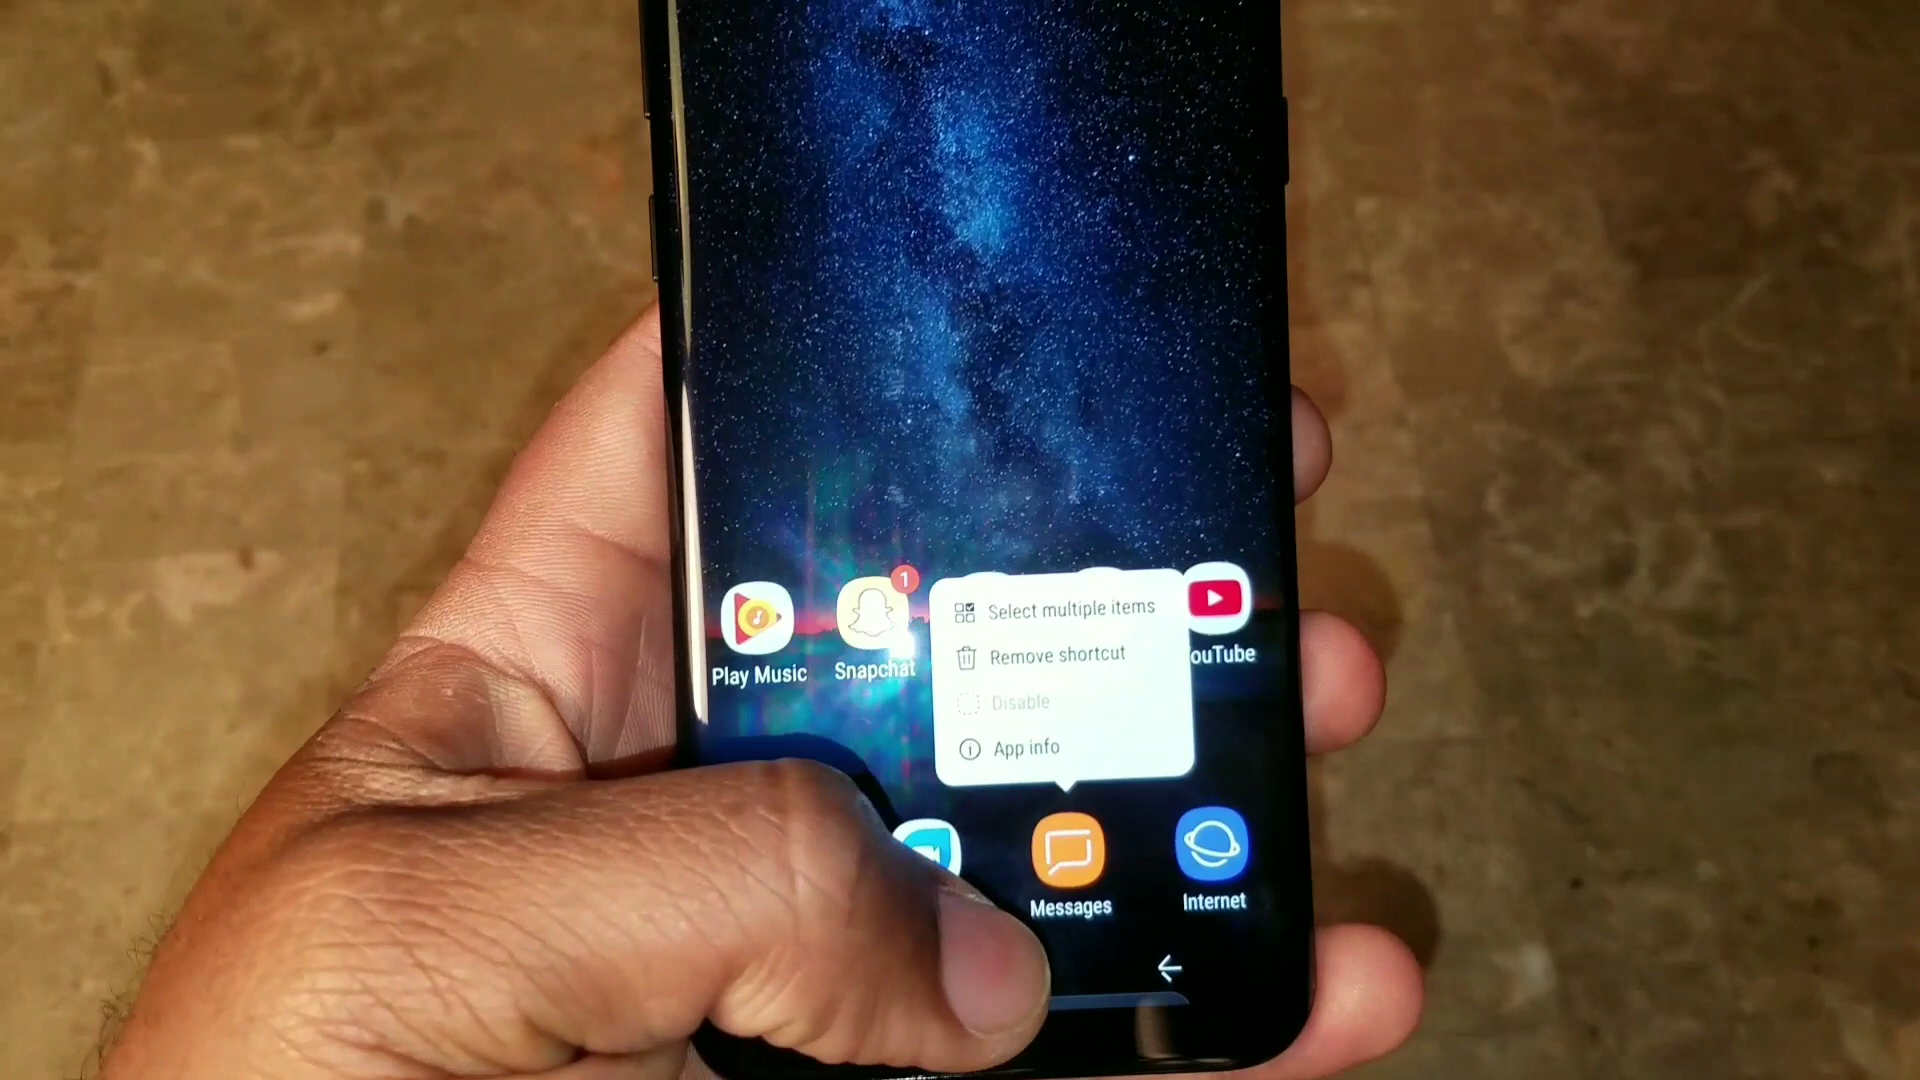 1
Select multiple items
Remove shortcut
Disable
App info
Play Music
Snapchat
ouTube
Messages
Internet